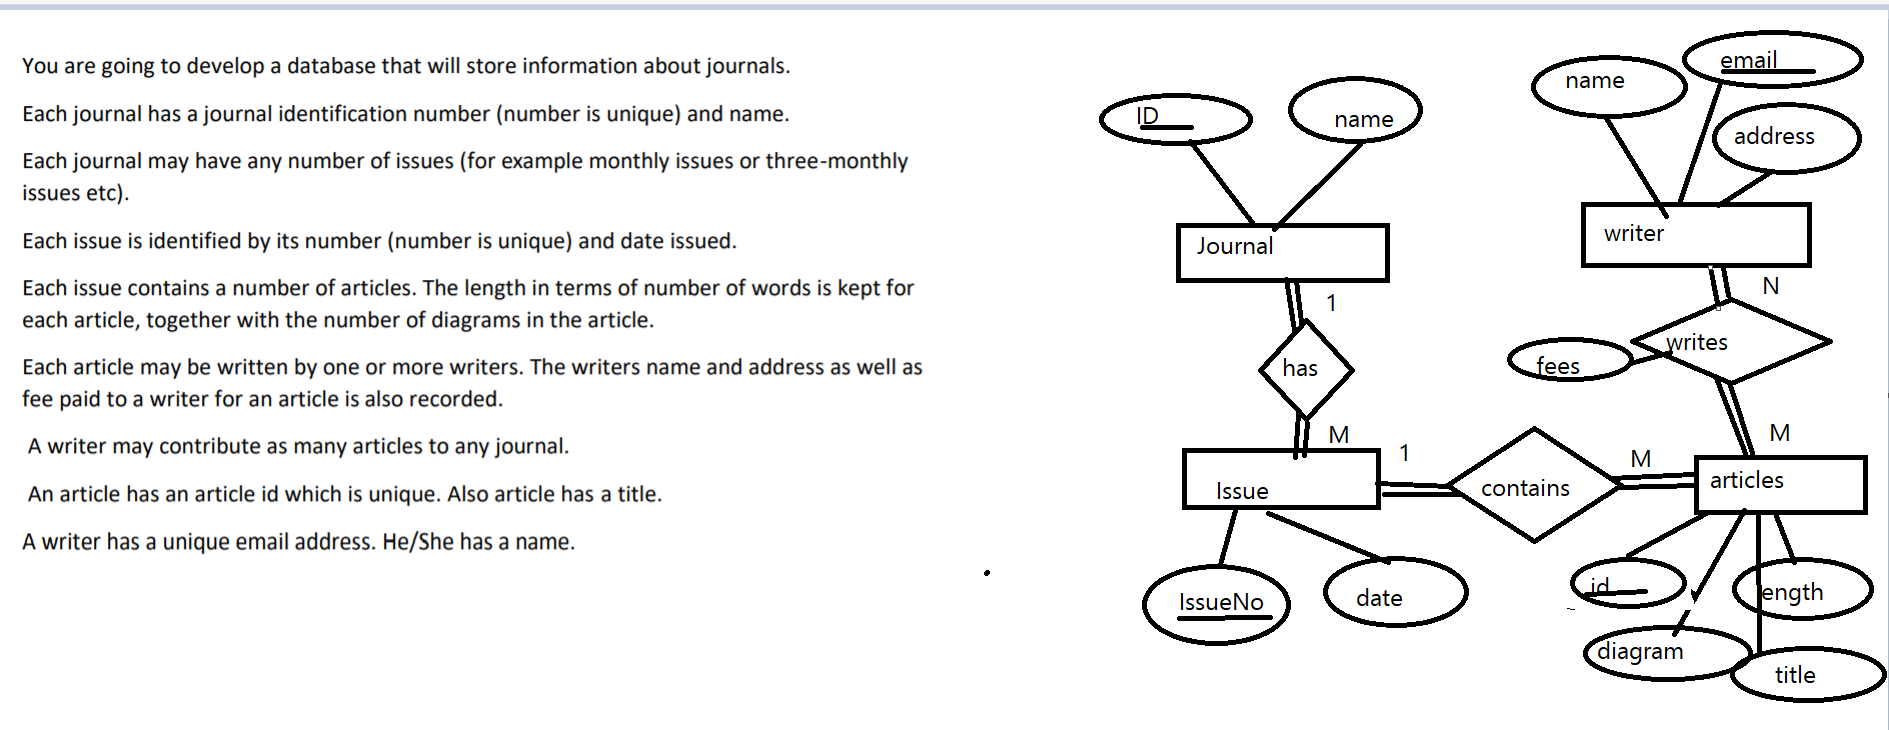 You are going to develop a database that will store information about journals.
Each journal has a journal identification number (number is unique) and name.
Each journal may have any number of issues (for example monthly issues or three-monthly
issues etc).
Each issue is identified by its number (number is unique) and date issued.
Each issue contains a number of articles. The length in terms of number of words is kept for
each article, together with the number of diagrams in the article.
Each article may be written by one or more writers. The writers name and address as well as
fee paid to a writer for an article is also recorded.
A writer may contribute as many articles to any journal.
An article has an article id which is unique. Also article has a title.
A writer has a unique email address. He/She has a name.
ID
name
Journal
1
has
M
Issue
IssueNo
date
1
contains
M
name
email
address
writer
N
writes
fees
M
articles
id
ength
diagram
title